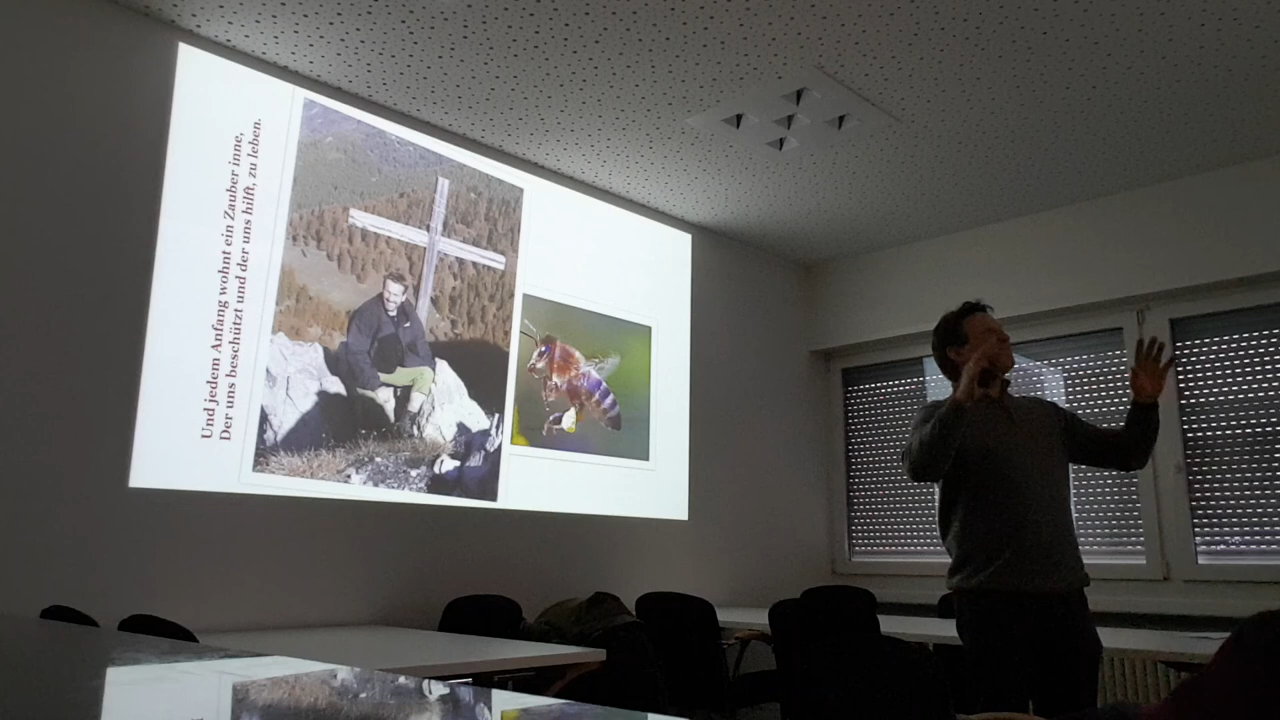 Und jedem Anfang wohnt ein Zauber inne,
Der uns beschützt und der uns hilft, zu leben.